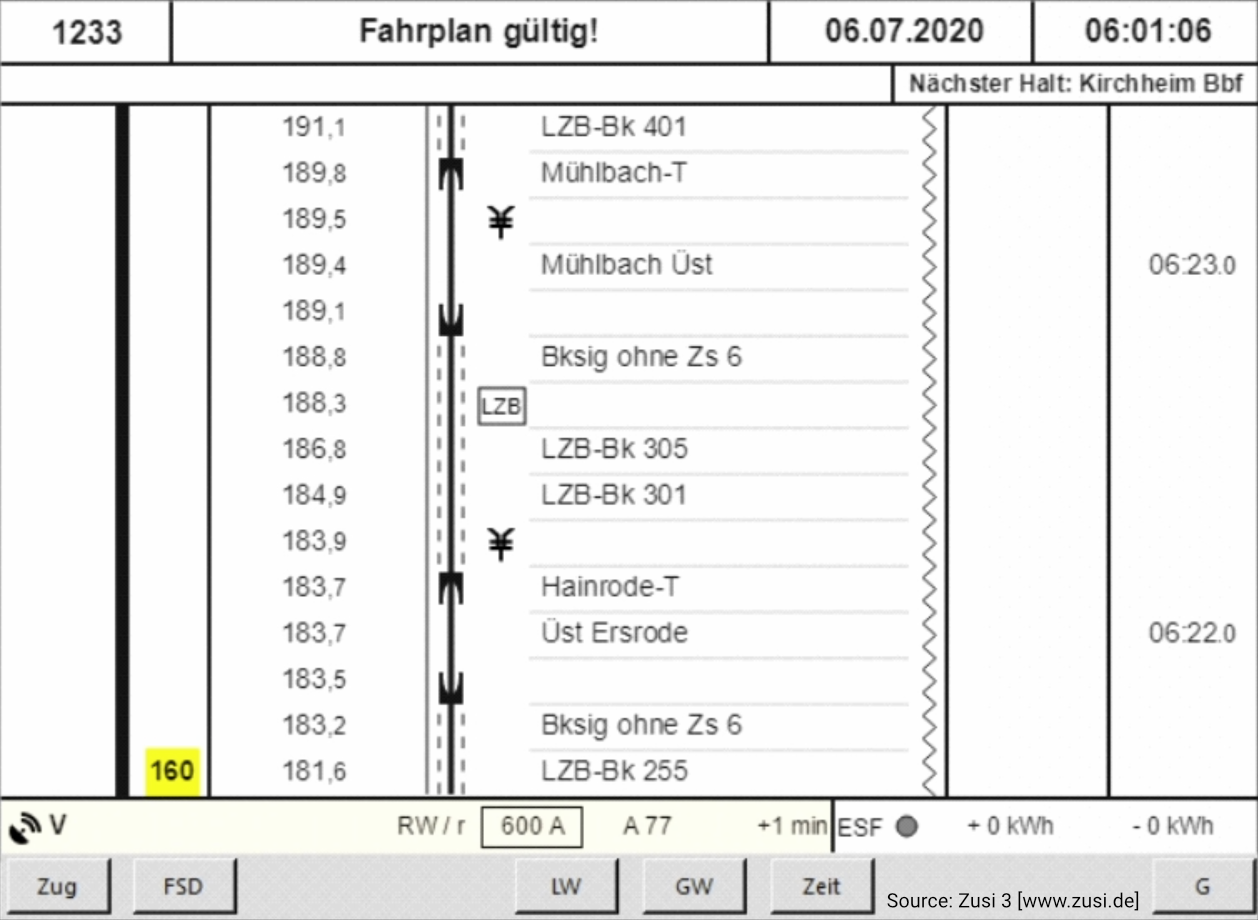 1233 Fahrplan gültig! 06.07.2020 06:01:06
Nächster Halt: Kirchheim Bbf
191,1 LZB-Bk 401
189,8 Mühlbach-T
189,5 ¥
189,4 Mühlbach Üst 06:23.0
189,1
188,8 Bksig ohne Zs 6
188,3 LZB
186,8 LZB-Bk 305
184,9 LZB-Bk 301
183,9 ¥
183,7 Hainrode-T
183,7 Üst Ersrode 06:22.0
183,5
183,2 Bksig ohne Zs 6
160 181,6 LZB-Bk 255
V RW / r 600 A A 77 +1 min ESF + 0 kWh - 0 kWh
Zug FSD LW GW Zeit G
Source: Zusi 3 [www.zusi.de]